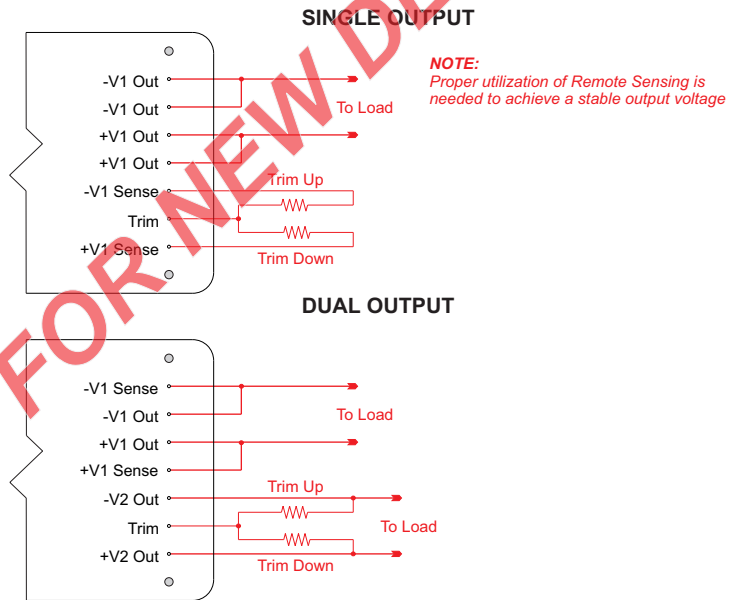 SINGLE OUTPUT
NOTE:
Proper utilization of Remote Sensing is
needed to achieve a stable output voltage
-V1 Out
-V1 Out
To Load
+V1 Out
+V1 Out
Trim Up
-V1 Sense
Trim
+V1 Sense
Trim Down
FOR NEW DE
DUAL OUTPUT
-V1 Sense
-V1 Out
To Load
+V1 Out
+V1 Sense
Trim Up
-V2 Out
Trim
To Load
+V2 Out
Trim Down